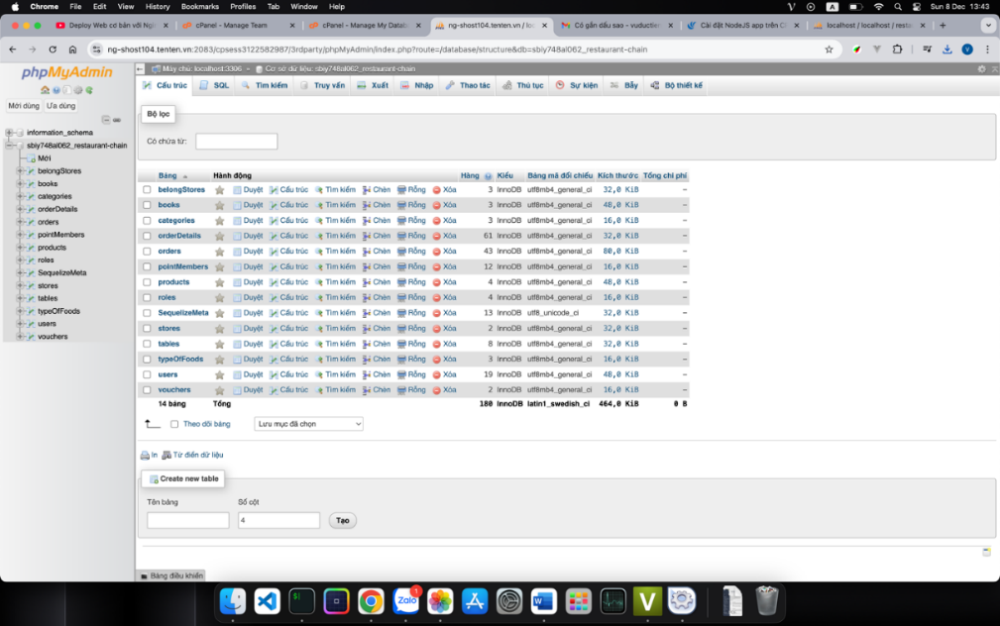 Chrome File Edit View History Bookmarks Profiles Tab Window Help A Sun 8 Dec 13:43
Deploy Web cơ bản với Ng cPanel - Manage Team cPanel - Manage My Data ng-shost104.tenten.vn / lo Có gắn dấu sao - vuductien Cài đặt NodeJS app trên C localhost / localhost / resta
ng-shost104.tenten.vn:2083/cpsess3122582987/3rdparty/phpMyAdmin/index.php?route=/database/structure&db=sbiy748al062_restaurant-chain
phpMyAdmin
Mới dùng Ưa dùng
information_schema
sbiy748al062_restaurant-chain
Mới
belongStores
books
categories
orderDetails
orders
pointMembers
products
roles
SequelizeMeta
stores
tables
typeOfFoods
users
vouchers
Máy chủ: localhost:3306 » Cơ sở dữ liệu: sbiy748al062_restaurant-chain
Cấu trúc SQL Tìm kiếm Truy vấn Xuất Nhập Thao tác Thủ tục Sự kiện Bẫy Bộ thiết kế
Bộ lọc
Có chứa từ:
Bảng Hành động Hàng Kiểu Bảng mã đối chiếu Kích thước Tổng chi phí
belongStores Duyệt Cấu trúc Tìm kiếm Chèn Rỗng Xóa 3 InnoDB utf8mb4_general_ci 32,0 KiB -
books Duyệt Cấu trúc Tìm kiếm Chèn Rỗng Xóa 3 InnoDB utf8mb4_general_ci 48,0 KiB -
categories Duyệt Cấu trúc Tìm kiếm Chèn Rỗng Xóa 3 InnoDB utf8mb4_general_ci 16,0 KiB -
orderDetails Duyệt Cấu trúc Tìm kiếm Chèn Rỗng Xóa 61 InnoDB utf8mb4_general_ci 32,0 KiB -
orders Duyệt Cấu trúc Tìm kiếm Chèn Rỗng Xóa 43 InnoDB utf8mb4_general_ci 80,0 KiB -
pointMembers Duyệt Cấu trúc Tìm kiếm Chèn Rỗng Xóa 12 InnoDB utf8mb4_general_ci 16,0 KiB -
products Duyệt Cấu trúc Tìm kiếm Chèn Rỗng Xóa 4 InnoDB utf8mb4_general_ci 48,0 KiB -
roles Duyệt Cấu trúc Tìm kiếm Chèn Rỗng Xóa 4 InnoDB utf8mb4_general_ci 16,0 KiB -
SequelizeMeta Duyệt Cấu trúc Tìm kiếm Chèn Rỗng Xóa 13 InnoDB utf8_unicode_ci 32,0 KiB -
stores Duyệt Cấu trúc Tìm kiếm Chèn Rỗng Xóa 2 InnoDB utf8mb4_general_ci 32,0 KiB -
tables Duyệt Cấu trúc Tìm kiếm Chèn Rỗng Xóa 8 InnoDB utf8mb4_general_ci 32,0 KiB -
typeOfFoods Duyệt Cấu trúc Tìm kiếm Chèn Rỗng Xóa 3 InnoDB utf8mb4_general_ci 16,0 KiB -
users Duyệt Cấu trúc Tìm kiếm Chèn Rỗng Xóa 19 InnoDB utf8mb4_general_ci 48,0 KiB -
vouchers Duyệt Cấu trúc Tìm kiếm Chèn Rỗng Xóa 2 InnoDB utf8mb4_general_ci 16,0 KiB -
14 bảng Tổng 180 InnoDB latin1_swedish_ci 464,0 KiB 0 B
Theo dõi bảng Lưu mục đã chọn
In Từ điển dữ liệu
Create new table
Tên bảng Số cột
4 Tạo
Bảng điều khiển
Zalo 1 W V